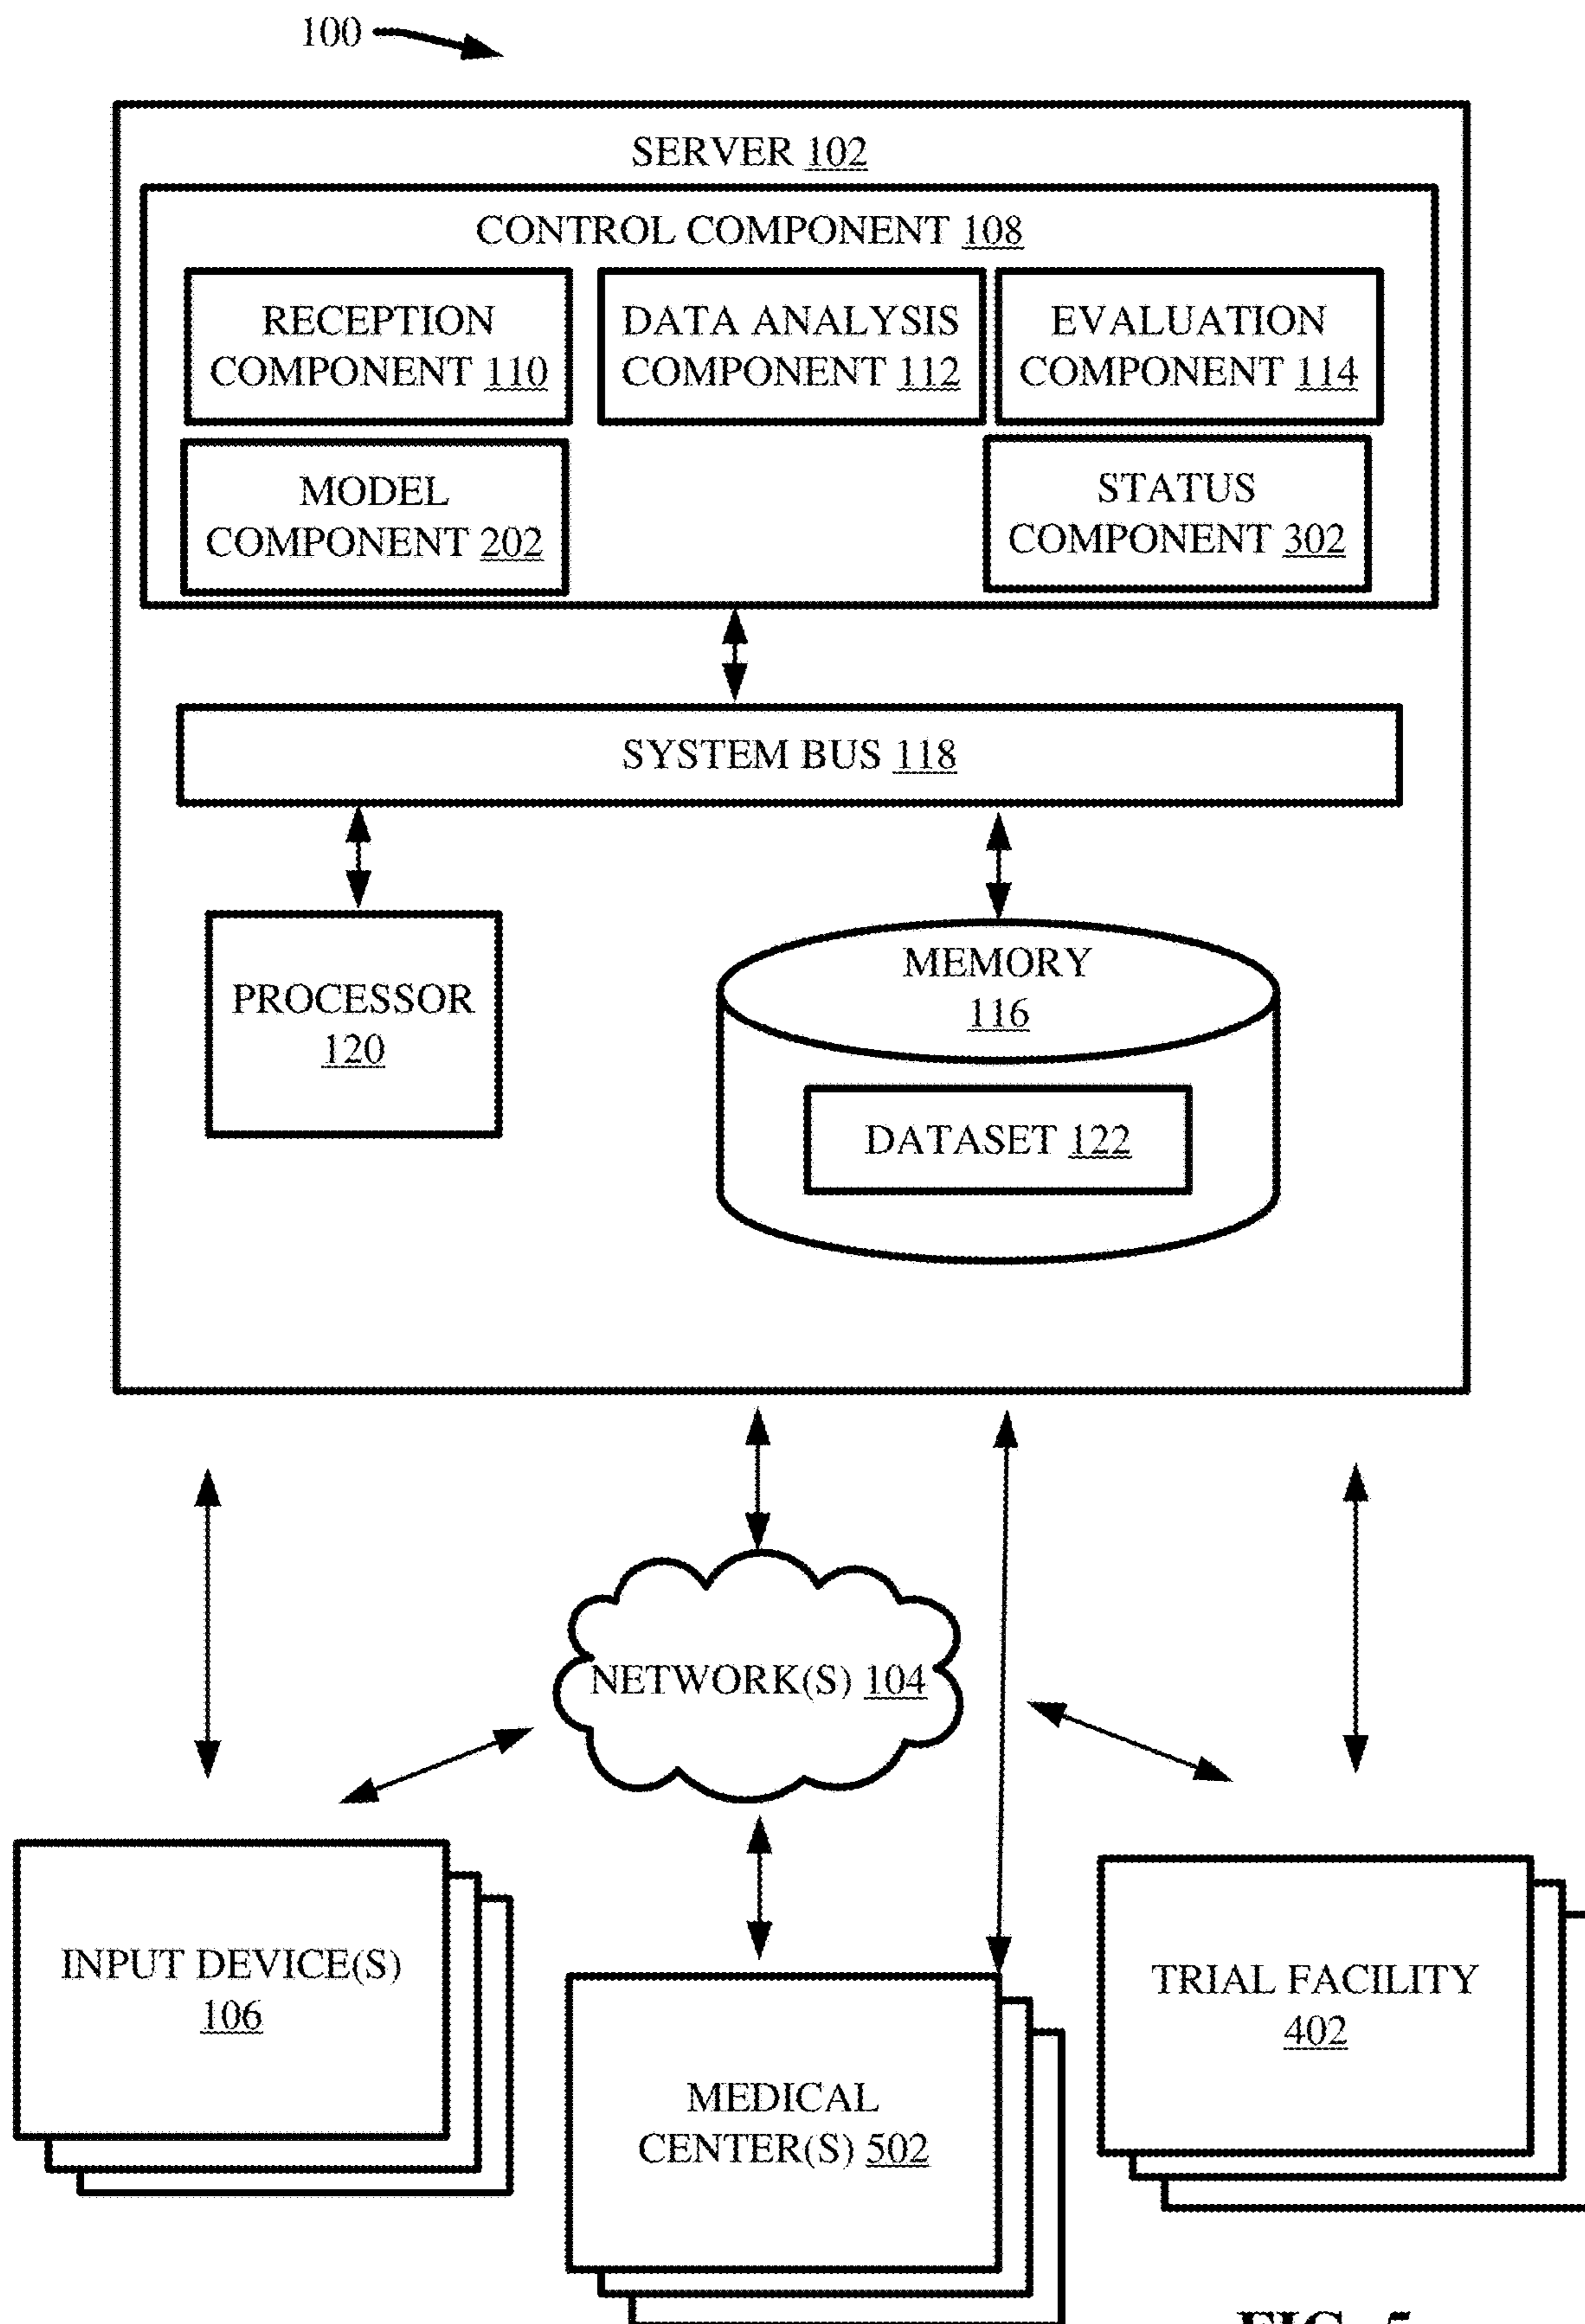 100
SERVER 102
CONTROL COMPONENT 108
RECEPTION
COMPONENT 110
DATA ANALYSIS
COMPONENT 112
EVALUATION
COMPONENT 114
MODEL
COMPONENT 202
STATUS
COMPONENT 302
SYSTEM BUS 118
PROCESSOR
120
MEMORY
116
DATASET 122
NETWORK(S) 104
INPUT DEVICE(S)
106
MEDICAL
CENTER(S) 502
TRIAL FACILITY
402
FIG. 5